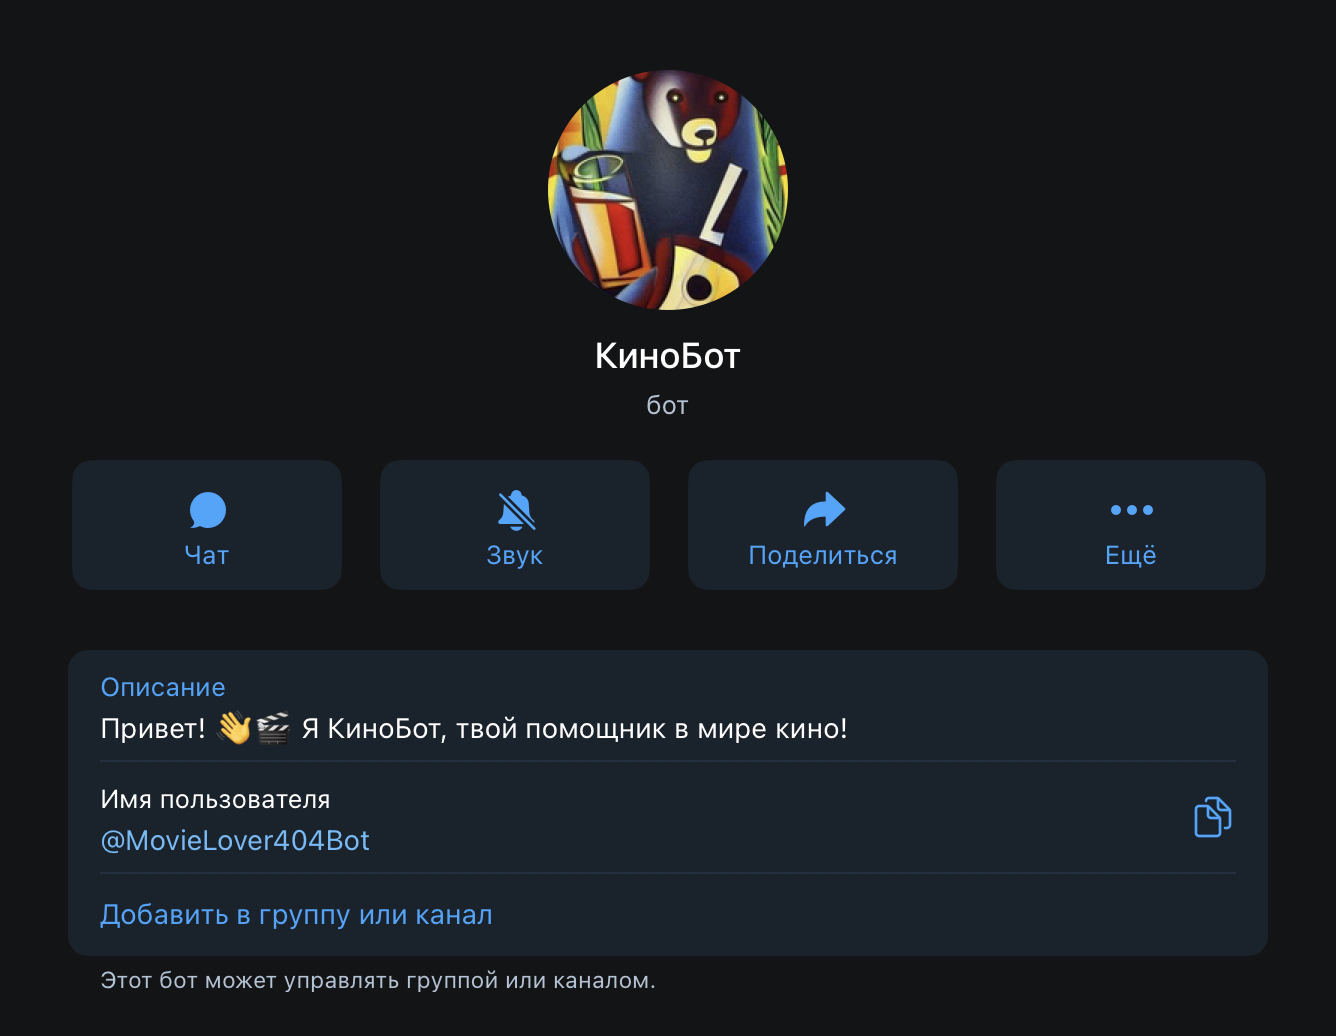 КиноБот
бот
Чат
Звук
Поделиться
Ещё
Описание
Привет! 👋🎬 Я КиноБот, твой помощник в мире кино!
Имя пользователя
@MovieLover404Bot
Добавить в группу или канал
Этот бот может управлять группой или каналом.